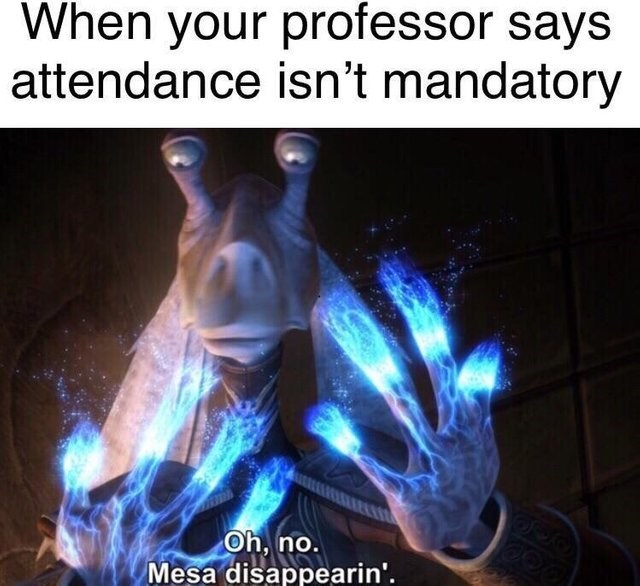 When your professor says
attendance isn’t mandatory
Oh, no.
Mesa disappearin'.